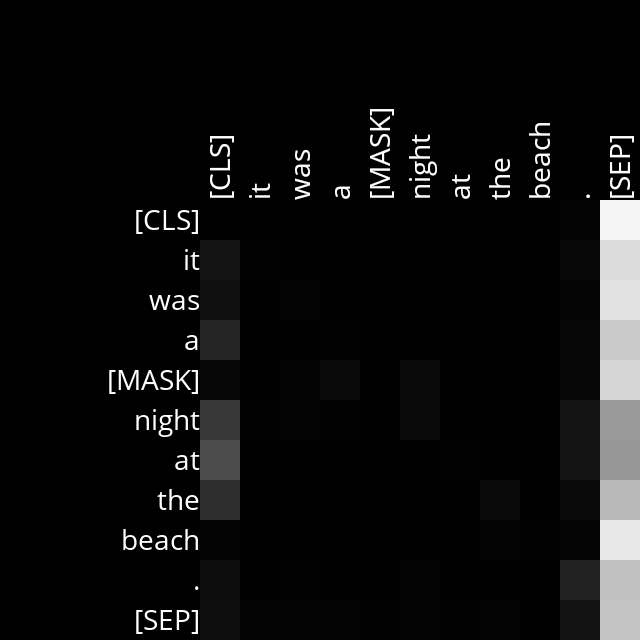 [CLS] it was a [MASK] night at the beach . [SEP]
[CLS]
it
was
a
[MASK]
night
at
the
beach
.
[SEP]